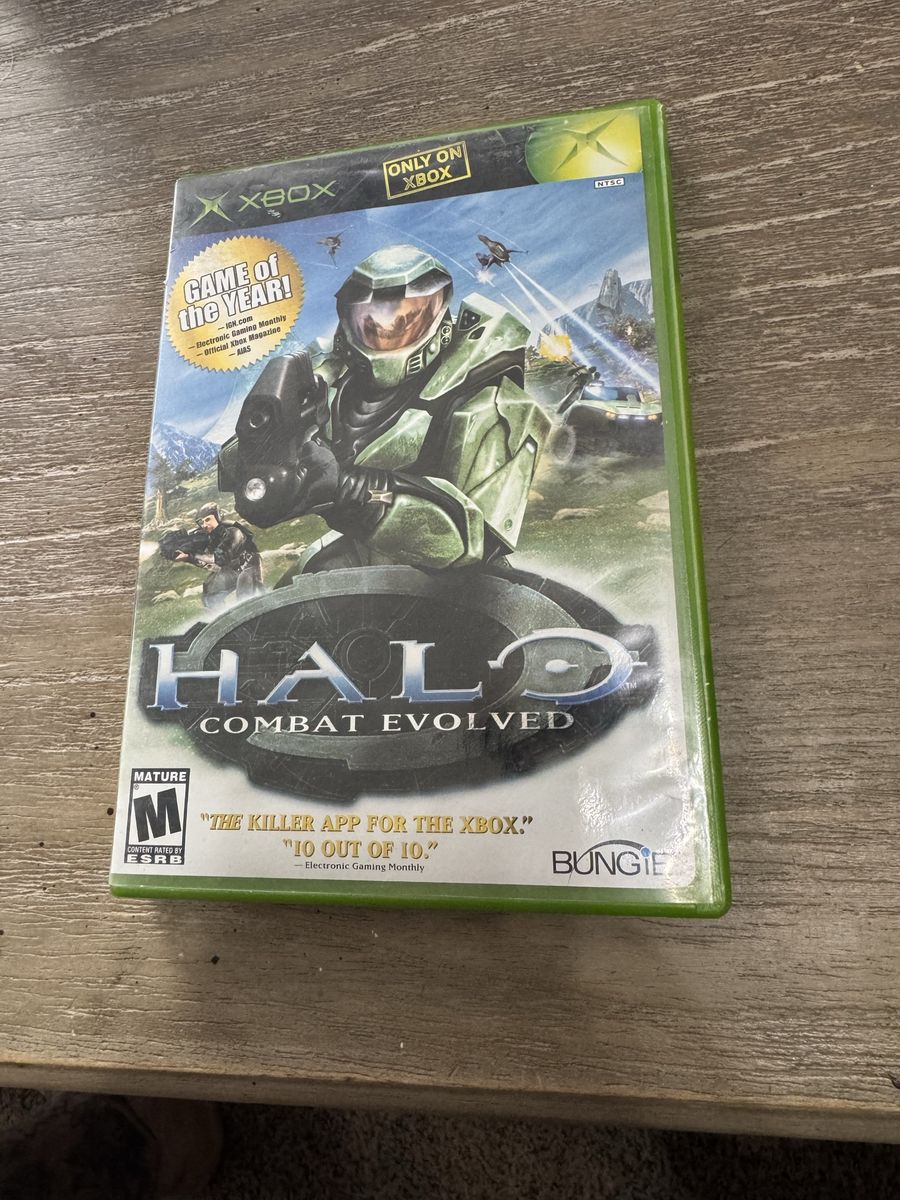 XBOX
ONLY ON
XBOX
NTSC
GAME of
the YEAR!
— IGN.com
— Electronic Gaming Monthly
— Official Xbox Magazine
— AIAS
HALO
TM
COMBAT EVOLVED
MATURE
M
®
CONTENT RATED BY
ESRB
"THE KILLER APP FOR THE XBOX."
"10 OUT OF 10."
— Electronic Gaming Monthly
BUNGiE